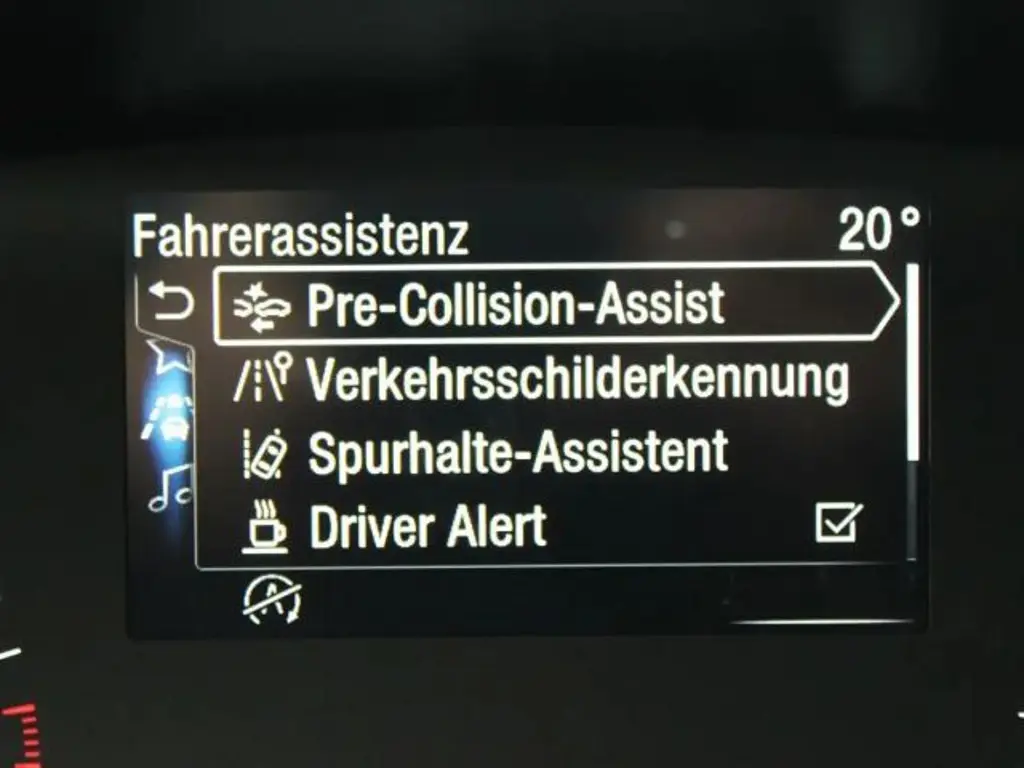 Fahrerassistenz 20°
Pre-Collision-Assist
Verkehrsschilderkennung
Spurhalte-Assistent
Driver Alert